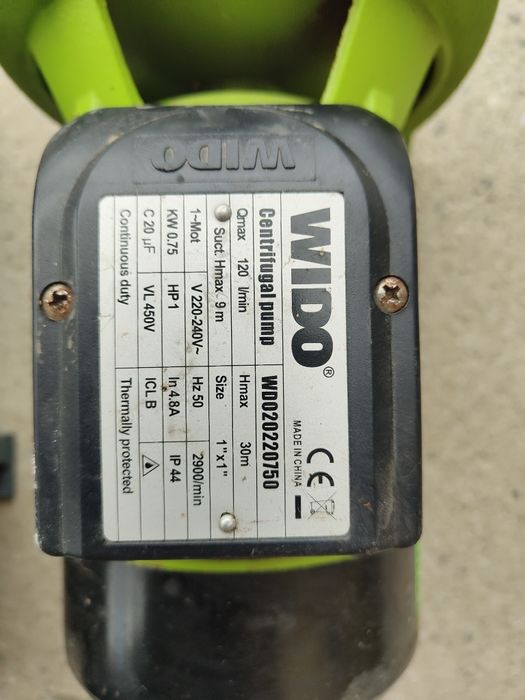 WIDO
WIDO®
CE
MADE IN CHINA
Centrifugal pump WD020220750
Qmax 120 l/min Hmax 30m
Suct. Hmax. 9 m Size 1"x1"
1~Mot V 220-240V~ Hz 50 2900/min
KW 0,75 HP 1 In 4.8A IP 44
C 20 µF VL 450V ICL B
Continuous duty Thermally protected